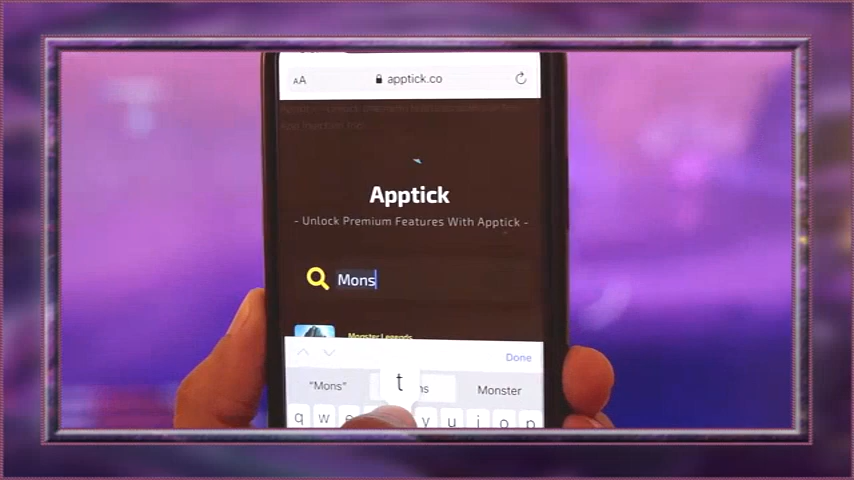 AA apptick.co
Apptick
- Unlock Premium Features With Apptick -
Mons
Monster Legends
Done
"Mons" Monster
t
q w e y u i o p